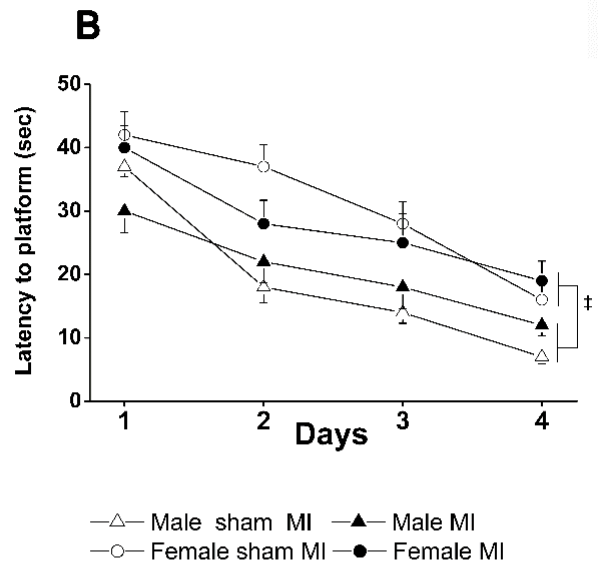 B
Latency to platform (sec)
50
40
30
20
10
0
‡
1 2 3 4
Days
Male sham MI Male MI
Female sham MI Female MI